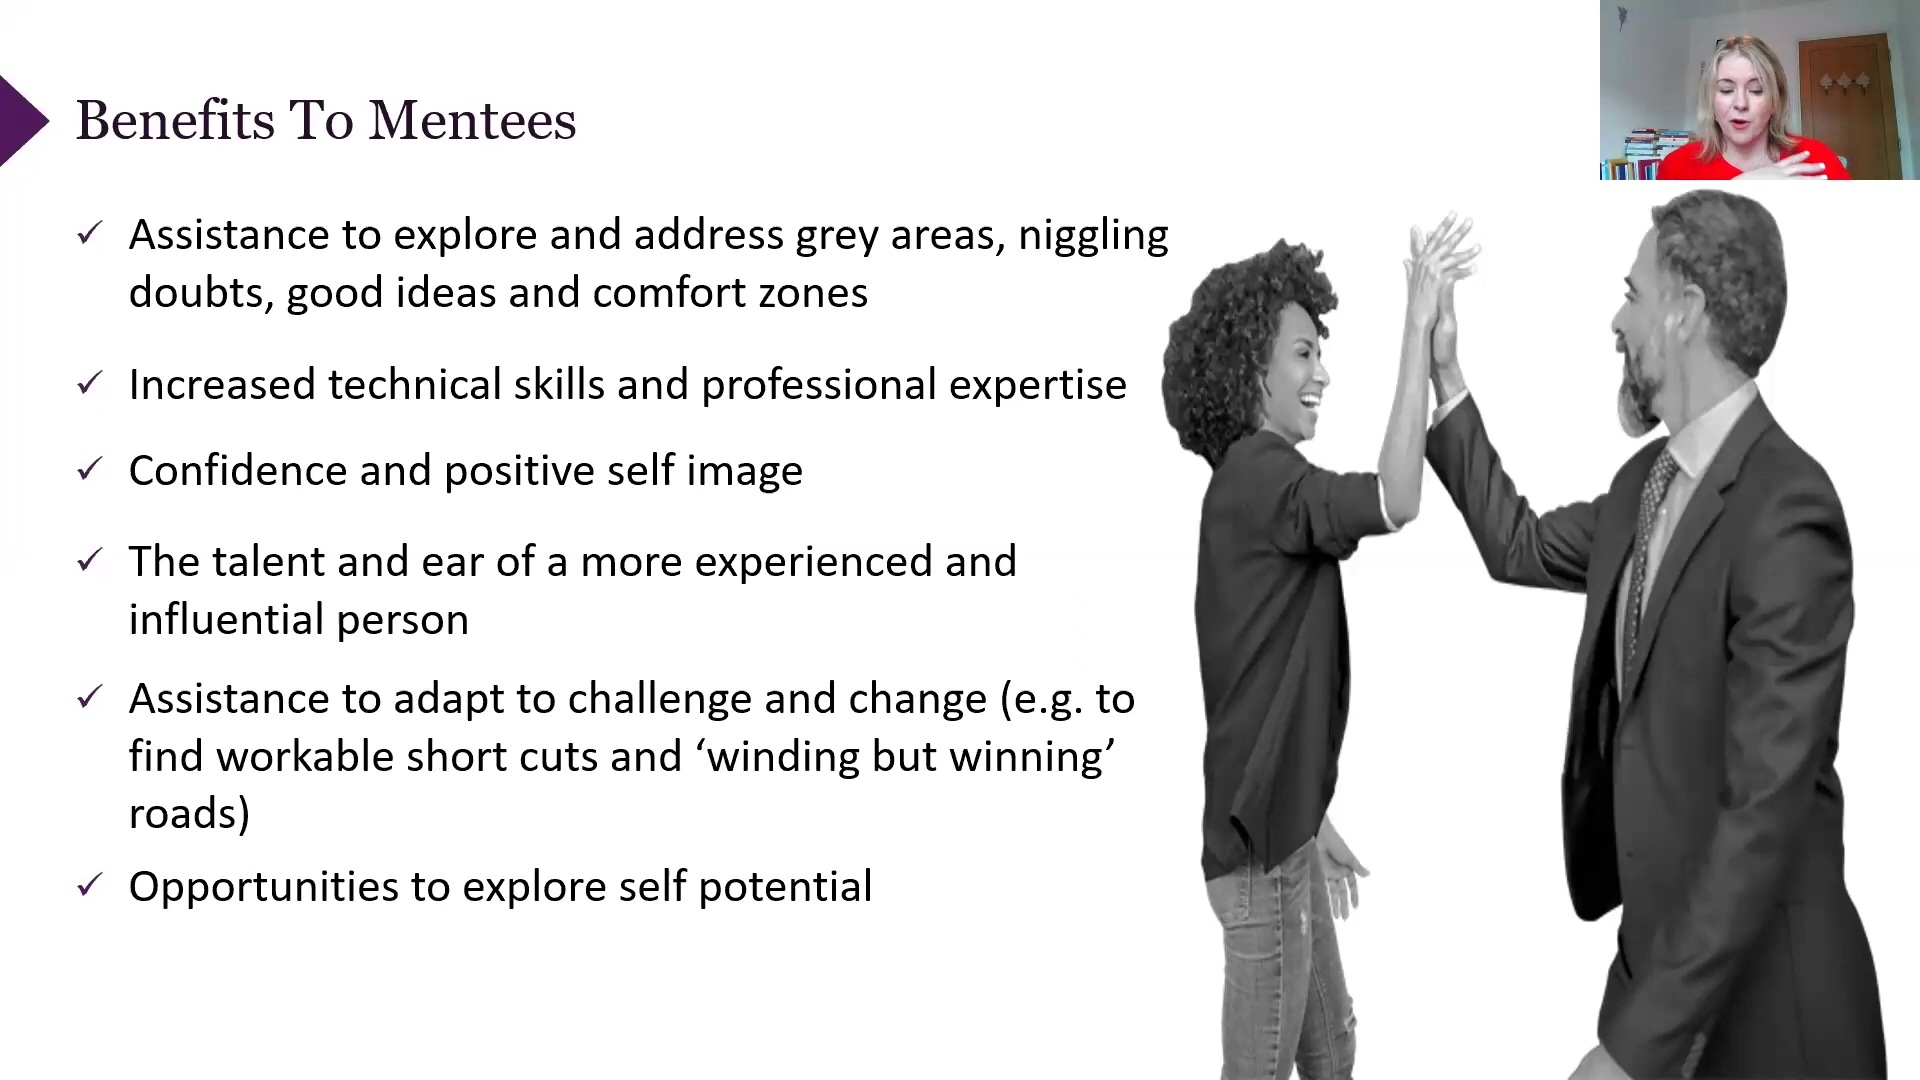 Benefits To Mentees
✓ Assistance to explore and address grey areas, niggling
doubts, good ideas and comfort zones
✓ Increased technical skills and professional expertise
✓ Confidence and positive self image
✓ The talent and ear of a more experienced and
influential person
✓ Assistance to adapt to challenge and change (e.g. to
find workable short cuts and ‘winding but winning’
roads)
✓ Opportunities to explore self potential